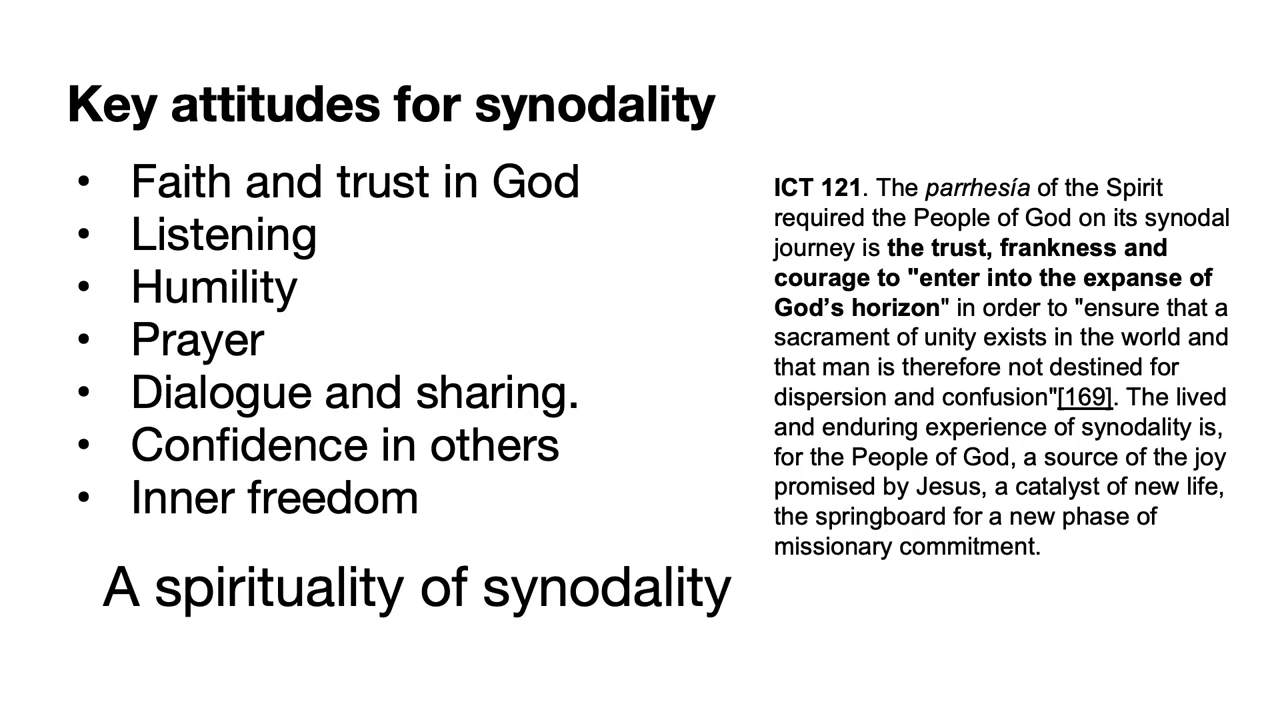 Key attitudes for synodality
• Faith and trust in God
• Listening
• Humility
• Prayer
• Dialogue and sharing.
• Confidence in others
• Inner freedom
A spirituality of synodality
ICT 121. The parrhesía of the Spirit
required the People of God on its synodal
journey is the trust, frankness and
courage to "enter into the expanse of
God’s horizon" in order to "ensure that a
sacrament of unity exists in the world and
that man is therefore not destined for
dispersion and confusion"[169]. The lived
and enduring experience of synodality is,
for the People of God, a source of the joy
promised by Jesus, a catalyst of new life,
the springboard for a new phase of
missionary commitment.